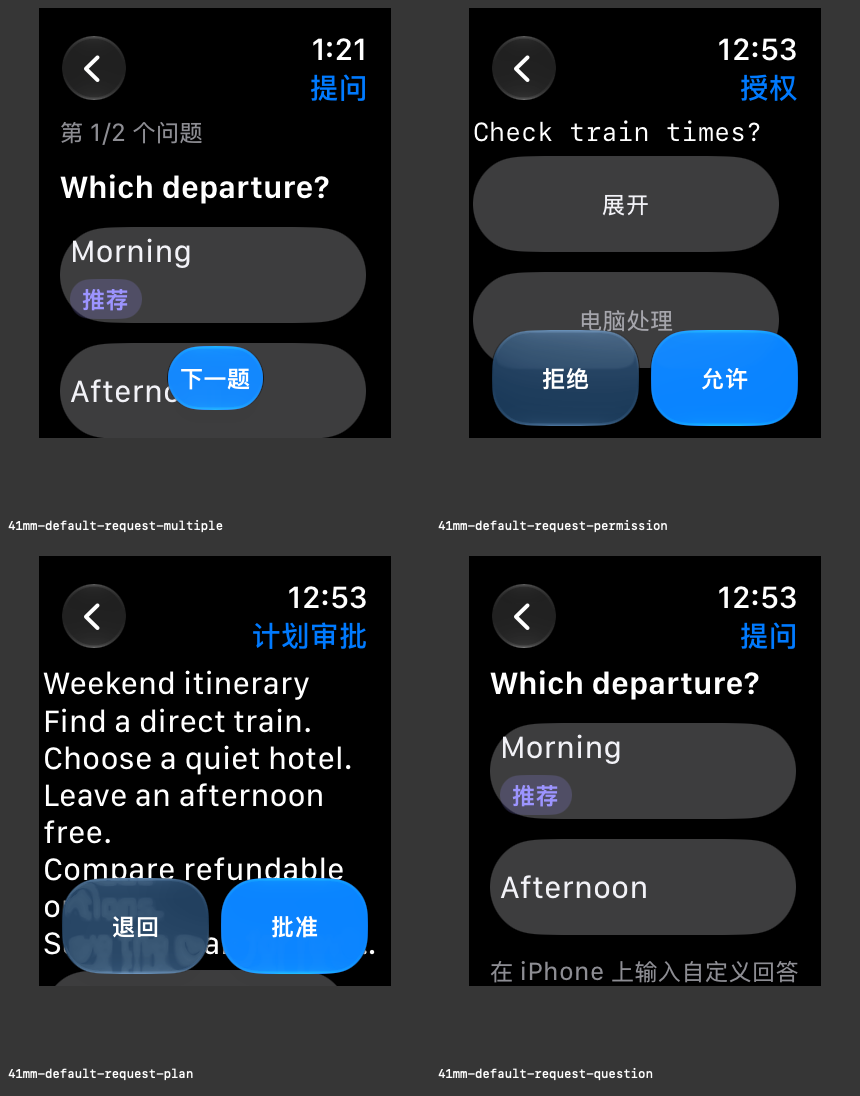 1:21
提问
第 1/2 个问题
Which departure?
Morning
推荐
Afterno
下一题
41mm-default-request-multiple
12:53
授权
Check train times?
展开
电脑处理
拒绝
允许
41mm-default-request-permission
12:53
计划审批
Weekend itinerary
Find a direct train.
Choose a quiet hotel.
Leave an afternoon
free.
Compare refundable
退回
批准
41mm-default-request-plan
12:53
提问
Which departure?
Morning
推荐
Afternoon
在 iPhone 上输入自定义回答
41mm-default-request-question